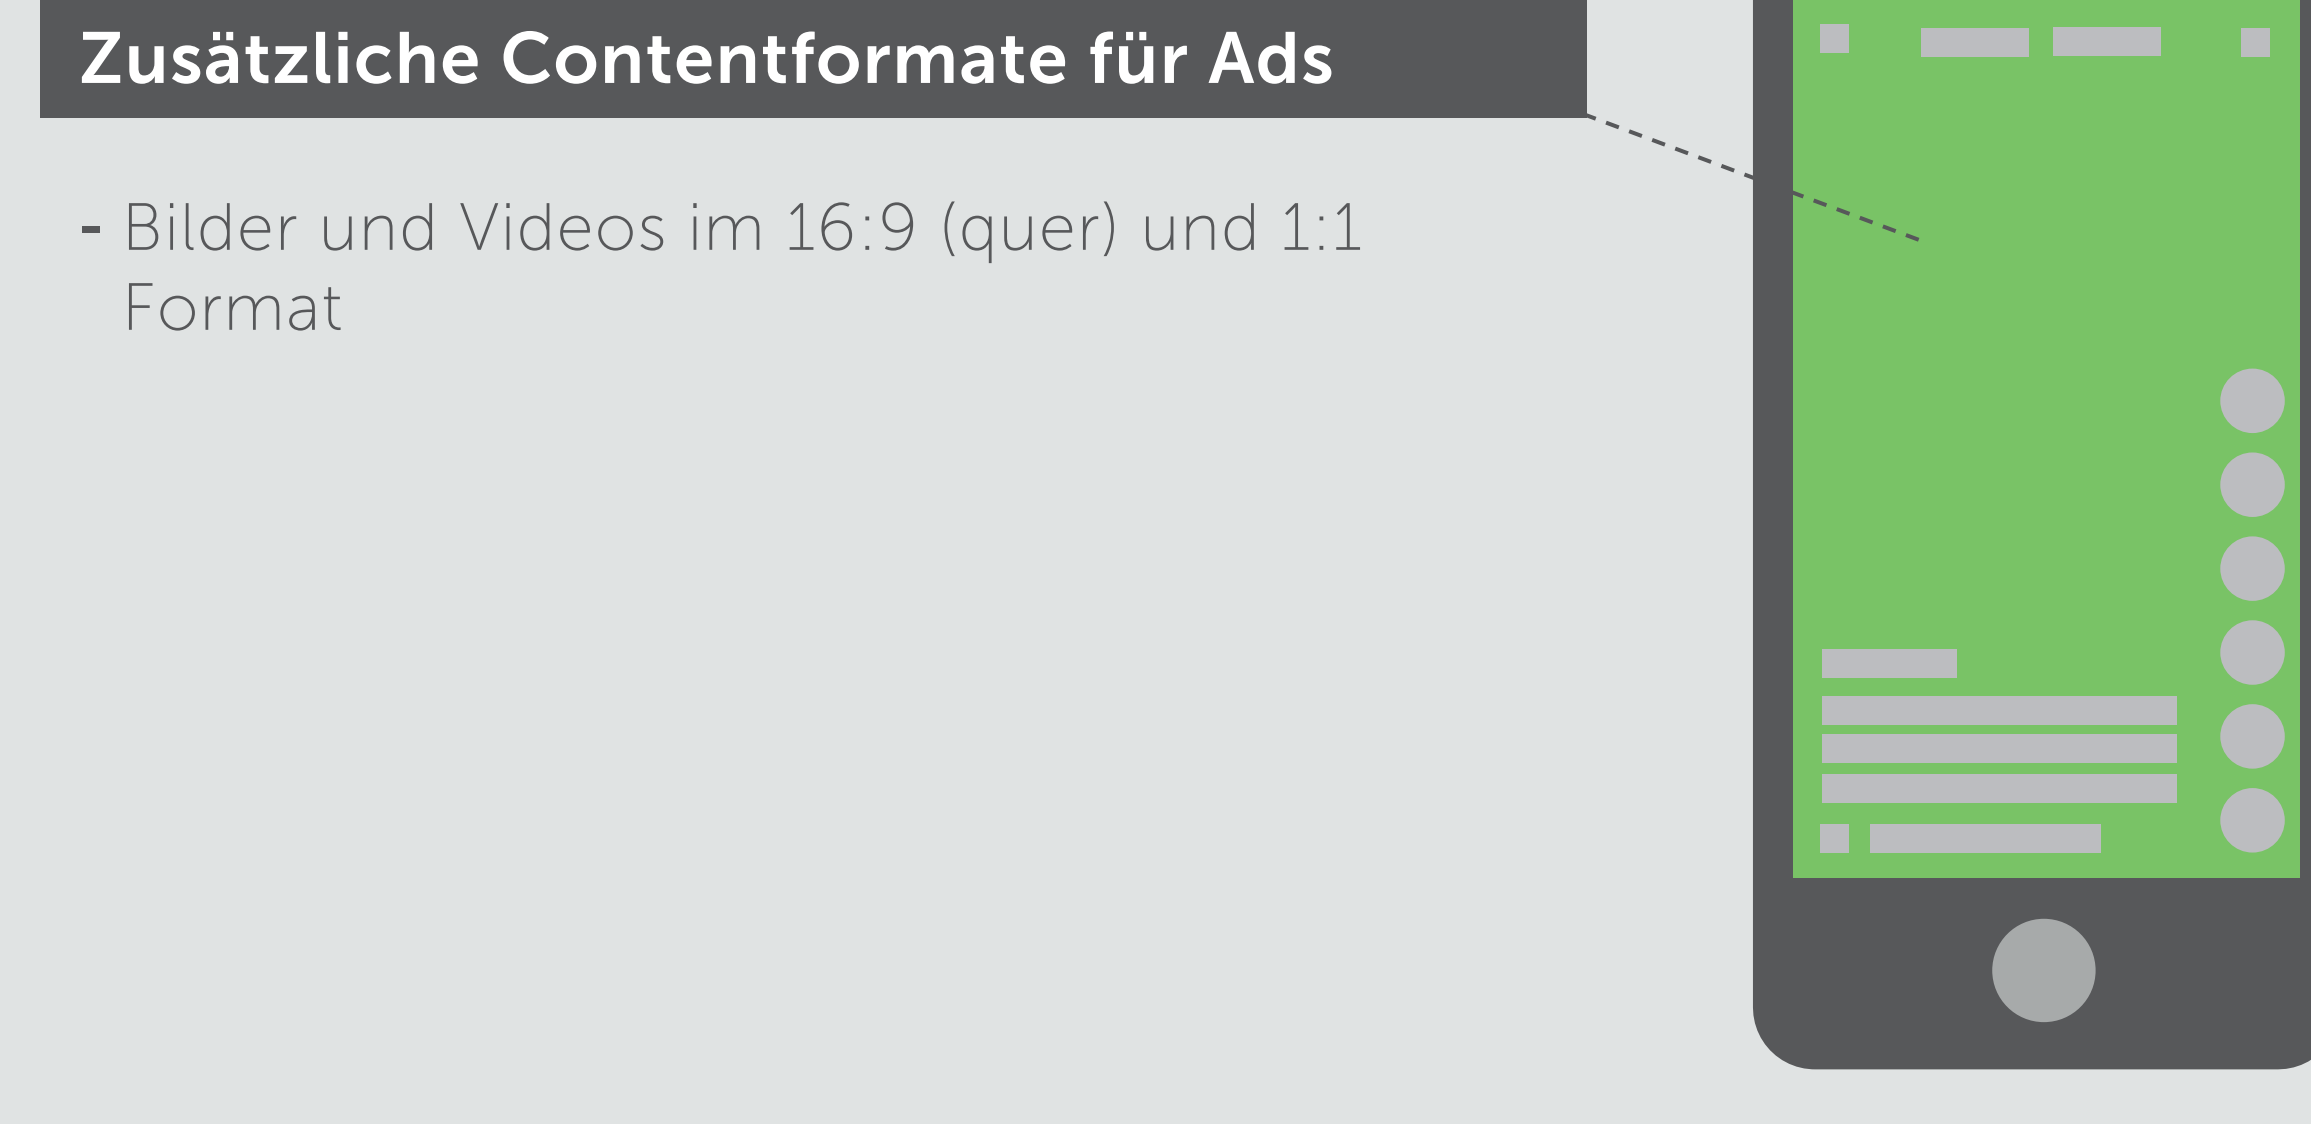 Zusätzliche Contentformate für Ads
- Bilder und Videos im 16:9 (quer) und 1:1
Format